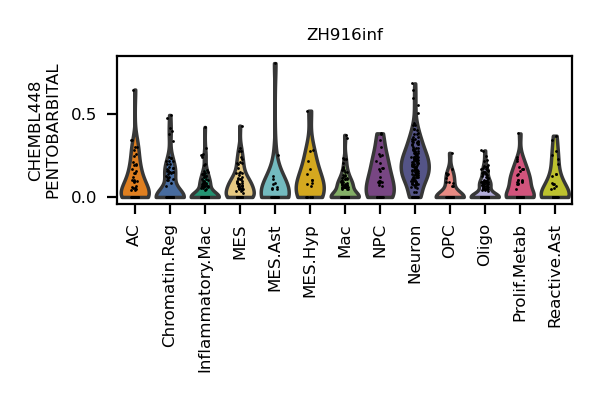 ZH916inf
CHEMBL448
PENTOBARBITAL
0.5
0.0
AC
Chromatin.Reg
Inflammatory.Mac
MES
MES.Ast
MES.Hyp
Mac
NPC
Neuron
OPC
Oligo
Prolif.Metab
Reactive.Ast